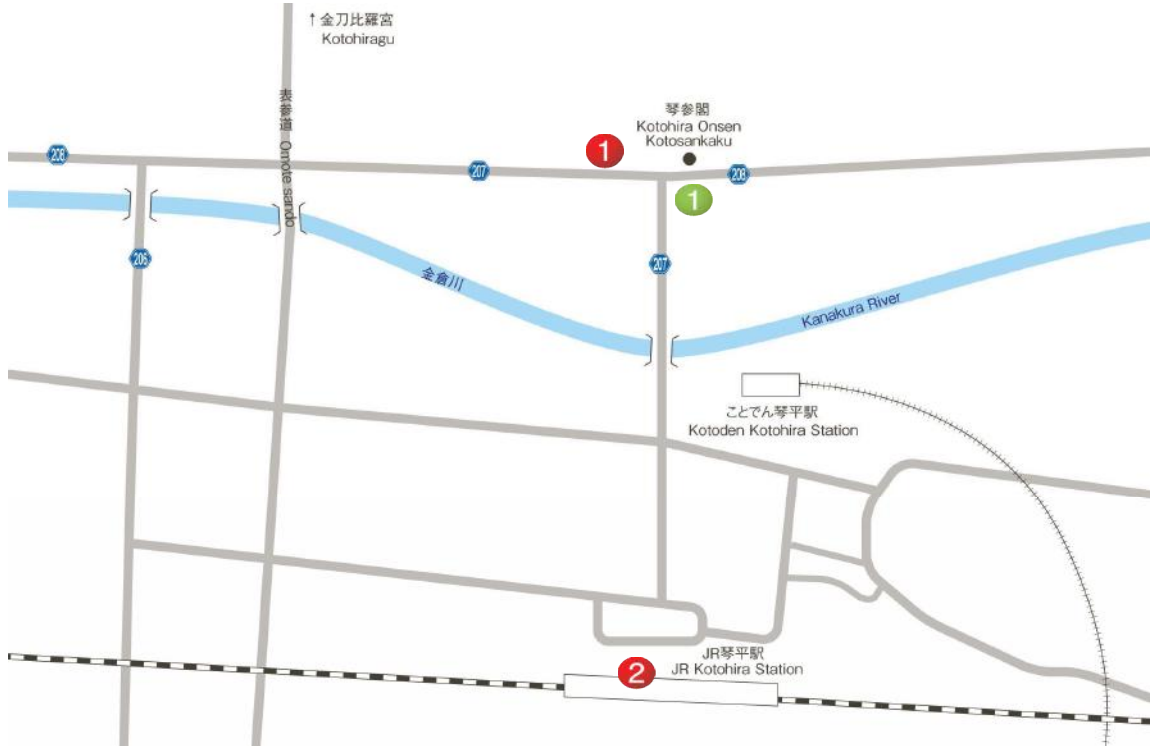 ↑金刀比羅宮
Kotohiragu
表参道 Omote sando
琴参閣
Kotohira Onsen
Kotosankaku
1
208
207
208
1
206
207
金倉川
Kanakura River
ことでん琴平駅
Kotoden Kotohira Station
JR琴平駅
JR Kotohira Station
2